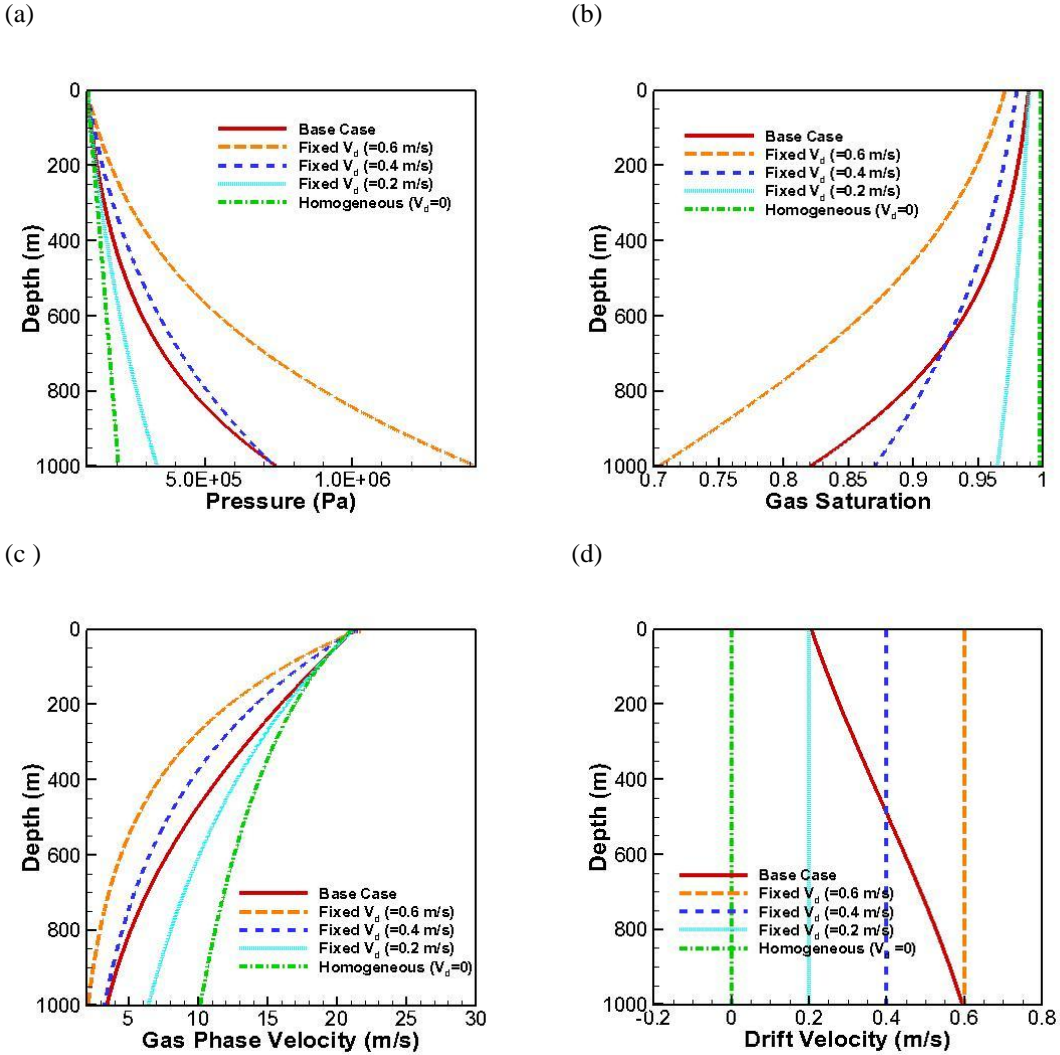 (a)
0
200
400
600
800
1000
Depth (m)
Base Case
Fixed V_d (=0.6 m/s)
Fixed V_d (=0.4 m/s)
Fixed V_d (=0.2 m/s)
Homogeneous (V_d=0)
5.0E+05
1.0E+06
Pressure (Pa)
(b)
0
200
400
600
800
1000
Depth (m)
Base Case
Fixed V_d (=0.6 m/s)
Fixed V_d (=0.4 m/s)
Fixed V_d (=0.2 m/s)
Homogeneous (V_d=0)
0.7
0.75
0.8
0.85
0.9
0.95
1
Gas Saturation
(c )
0
200
400
600
800
1000
Depth (m)
Base Case
Fixed V_d (=0.6 m/s)
Fixed V_d (=0.4 m/s)
Fixed V_d (=0.2 m/s)
Homogeneous (V_d=0)
5
10
15
20
25
30
Gas Phase Velocity (m/s)
(d)
0
200
400
600
800
1000
Depth (m)
Base Case
Fixed V_d (=0.6 m/s)
Fixed V_d (=0.4 m/s)
Fixed V_d (=0.2 m/s)
Homogeneous (V_d=0)
-0.2
0
0.2
0.4
0.6
0.8
Drift Velocity (m/s)